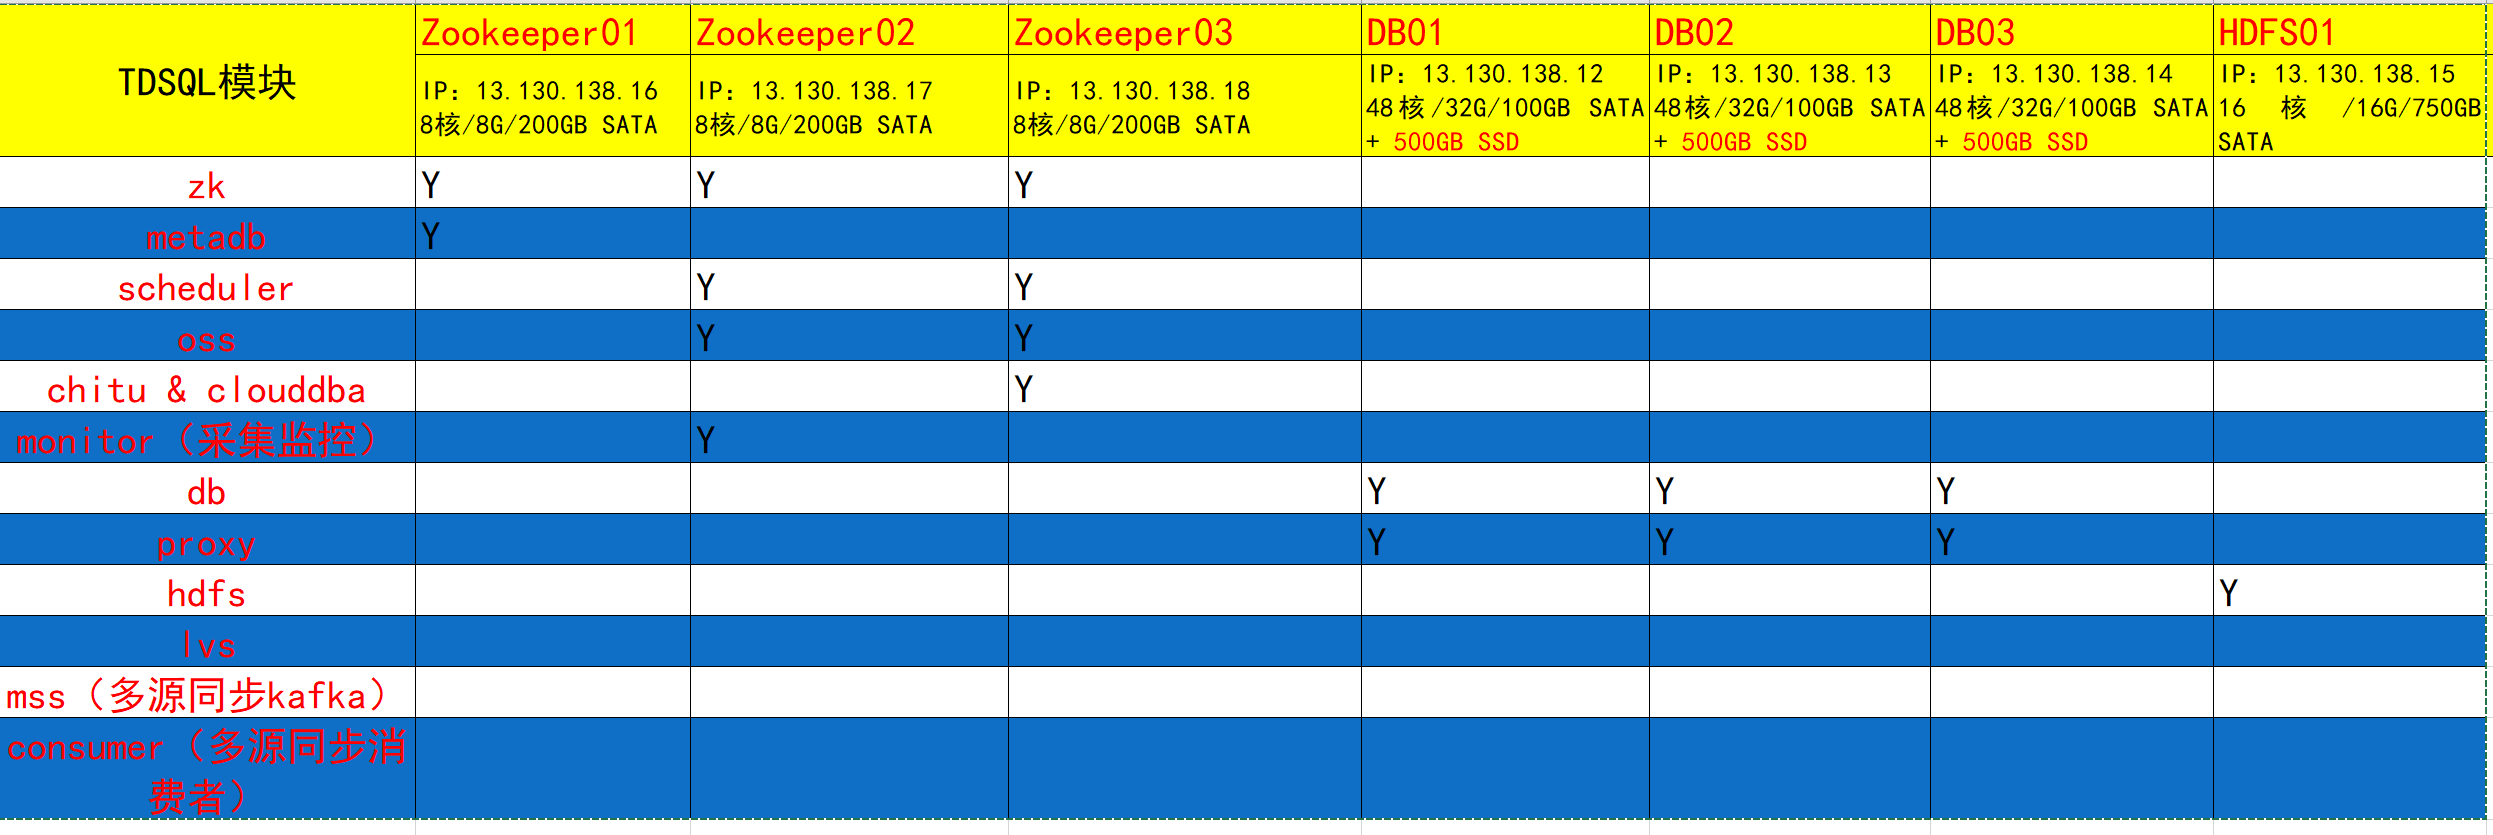 TDSQL模块
Zookeeper01
Zookeeper02
Zookeeper03
DB01
DB02
DB03
HDFS01
IP: 13.130.138.16
8核/8G/200GB SATA
IP: 13.130.138.17
8核/8G/200GB SATA
IP: 13.130.138.18
8核/8G/200GB SATA
IP: 13.130.138.12
48核/32G/100GB SATA
+ 500GB SSD
IP: 13.130.138.13
48核/32G/100GB SATA
+ 500GB SSD
IP: 13.130.138.14
48核/32G/100GB SATA
+ 500GB SSD
IP: 13.130.138.15
16 核 /16G/750GB
SATA
zk Y Y Y
metadb Y
scheduler Y Y
oss Y Y
chitu & clouddba Y
monitor（采集监控） Y
db Y Y Y
proxy Y Y Y
hdfs Y
lvs
mss（多源同步kafka）
consumer（多源同步消
费者）